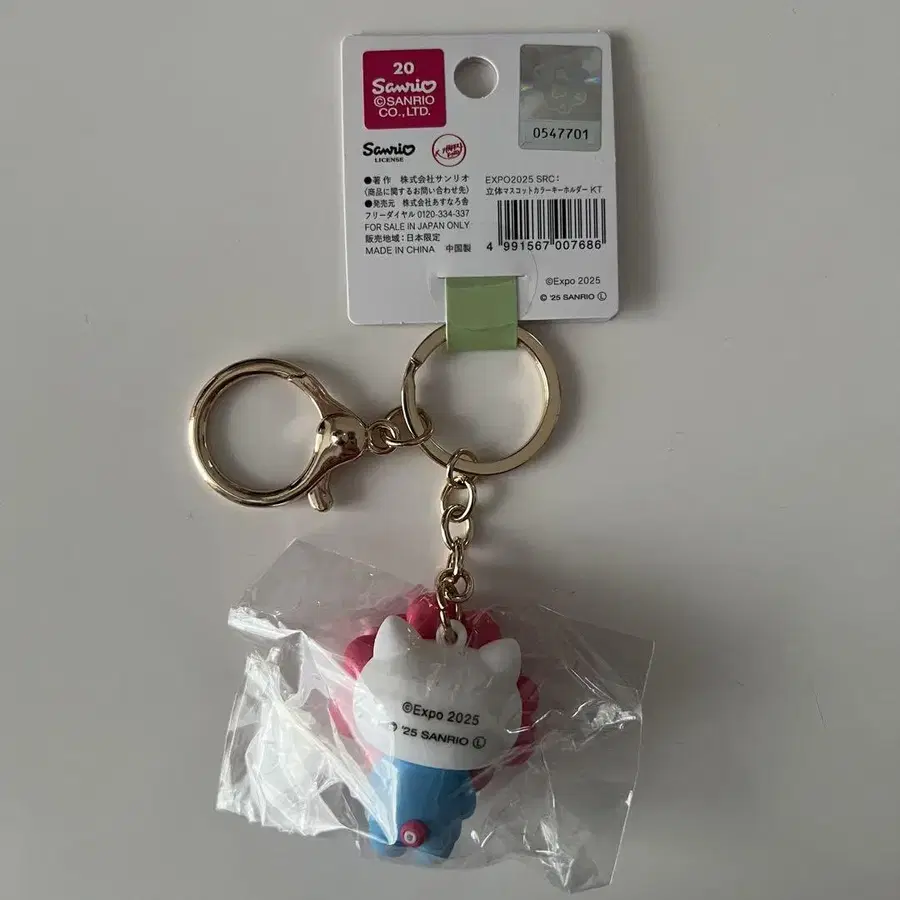 20
Sanrio
©SANRIO
CO., LTD.
Sanrio
LICENSE
0547701
●著作 株式会社サンリオ
〈商品に関するお問い合わせ先〉
●発売元 株式会社あすなろ舎
フリーダイヤル 0120-334-337
FOR SALE IN JAPAN ONLY
販売地域：日本限定
MADE IN CHINA 中国製
EXPO2025 SRC：
立体マスコットカラーキーホルダー KT
4 991567 007686
©Expo 2025
© '25 SANRIO Ⓛ
©Expo 2025
© '25 SANRIO Ⓛ